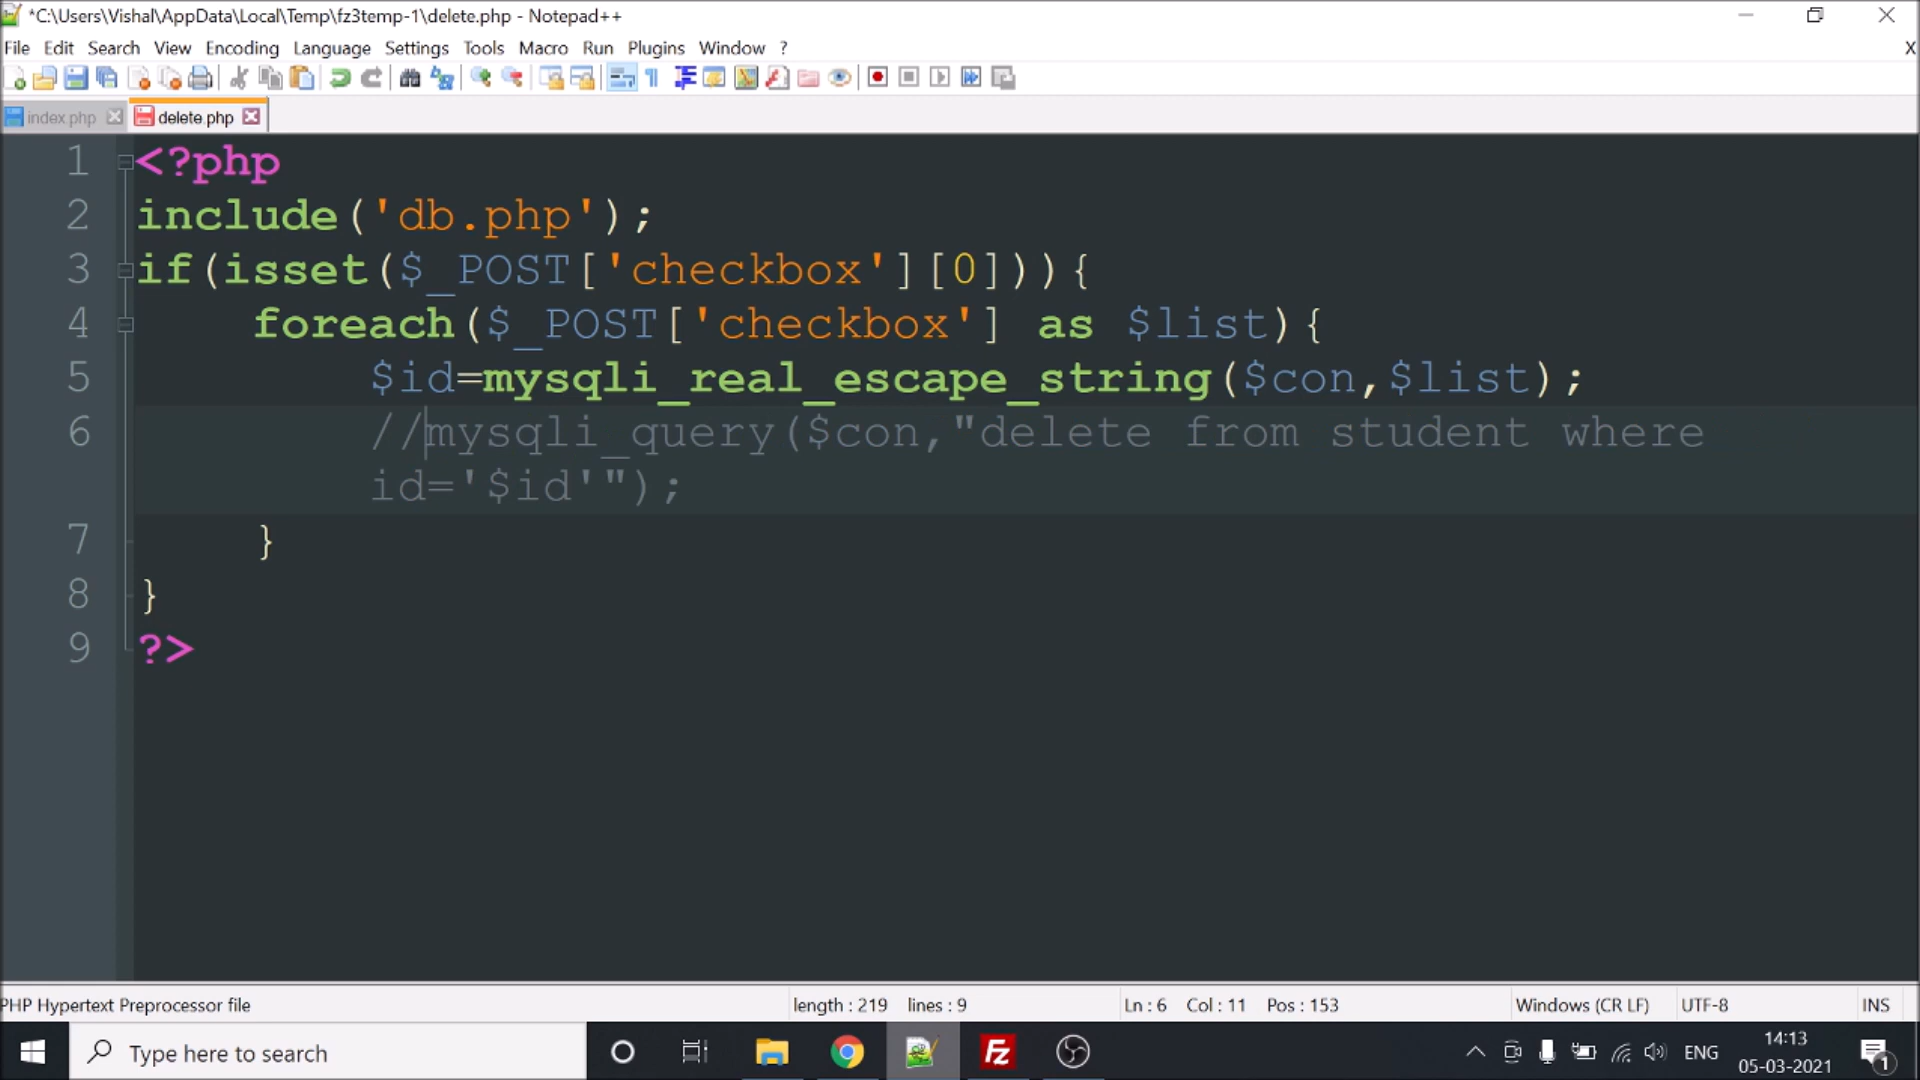 *C:\Users\Vishal\AppData\Local\Temp\fz3temp-1\delete.php - Notepad++
File Edit Search View Encoding Language Settings Tools Macro Run Plugins Window ? X
index.php delete.php
1 <?php
2 include('db.php');
3 if(isset($_POST['checkbox'][0])){
4 foreach($_POST['checkbox'] as $list){
5 $id=mysqli_real_escape_string($con,$list);
6 //mysqli_query($con,"delete from student where
id='$id'");
7 }
8 }
9 ?>
PHP Hypertext Preprocessor file length : 219 lines : 9 Ln : 6 Col : 11 Pos : 153 Windows (CR LF) UTF-8 INS
Type here to search Fz ENG 14:13
05-03-2021 1